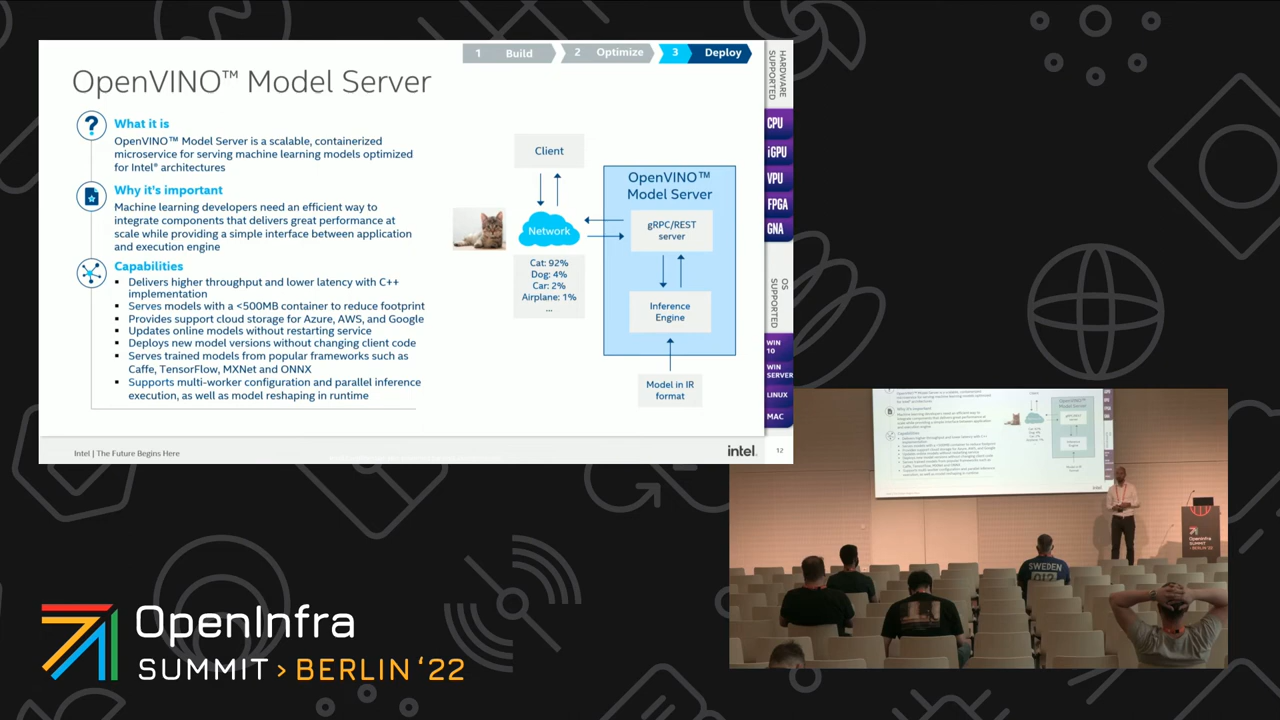 1 Build
2 Optimize
3 Deploy
OpenVINO™ Model Server
What it is
OpenVINO™ Model Server is a scalable, containerized
microservice for serving machine learning models optimized
for Intel® architectures
Why it's important
Machine learning developers need an efficient way to
integrate components that delivers great performance at
scale while providing a simple interface between application
and execution engine
Capabilities
▪ Delivers higher throughput and lower latency with C++
implementation
▪ Serves models with a <500MB container to reduce footprint
▪ Provides support cloud storage for Azure, AWS, and Google
▪ Updates online models without restarting service
▪ Deploys new model versions without changing client code
▪ Serves trained models from popular frameworks such as
Caffe, TensorFlow, MXNet and ONNX
▪ Supports multi-worker configuration and parallel inference
execution, as well as model reshaping in runtime
Client
Network
Cat: 92%
Dog: 4%
Car: 2%
Airplane: 1%
...
OpenVINO™
Model Server
gRPC/REST
server
Inference
Engine
Model in IR
format
HARDWARE
SUPPORTED
CPU
iGPU
VPU
FPGA
GNA
OS
SUPPORTED
WIN
10
WIN
SERVER
LINUX
MAC
Intel | The Future Begins Here
intel.
12
OpenInfra
SUMMIT > BERLIN '22
SWEDEN
OpenInfra
SUMMIT
BERLIN '22